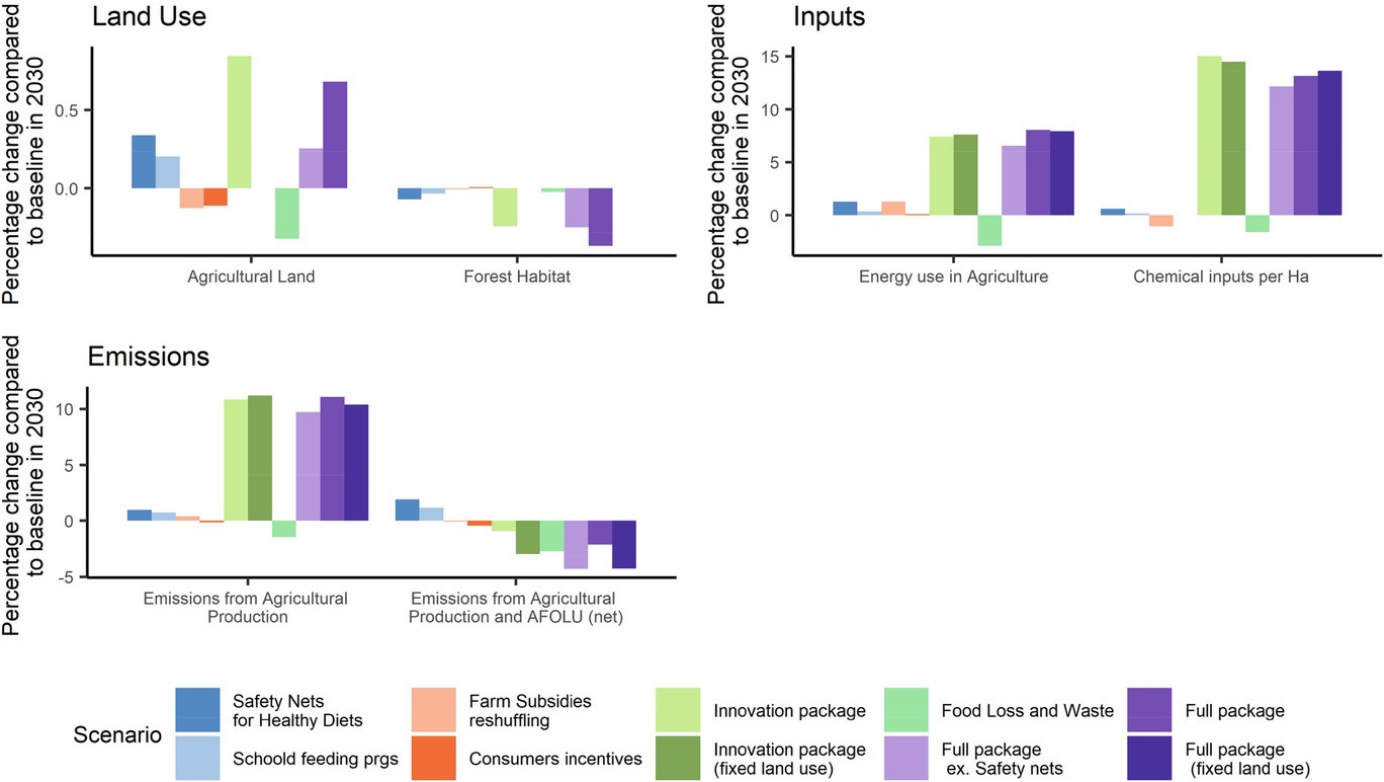 Land Use
Percentage change compared
to baseline in 2030
0.5
0.0
Agricultural Land
Forest Habitat
Inputs
Percentage change compared
to baseline in 2030
15
10
5
0
Energy use in Agriculture
Chemical inputs per Ha
Emissions
Percentage change compared
to baseline in 2030
10
5
0
-5
Emissions from Agricultural
Production
Emissions from Agricultural
Production and AFOLU (net)
Scenario
Safety Nets
for Healthy Diets
Schoold feeding prgs
Farm Subsidies
reshuffling
Consumers incentives
Innovation package
Innovation package
(fixed land use)
Food Loss and Waste
Full package
ex. Safety nets
Full package
Full package
(fixed land use)